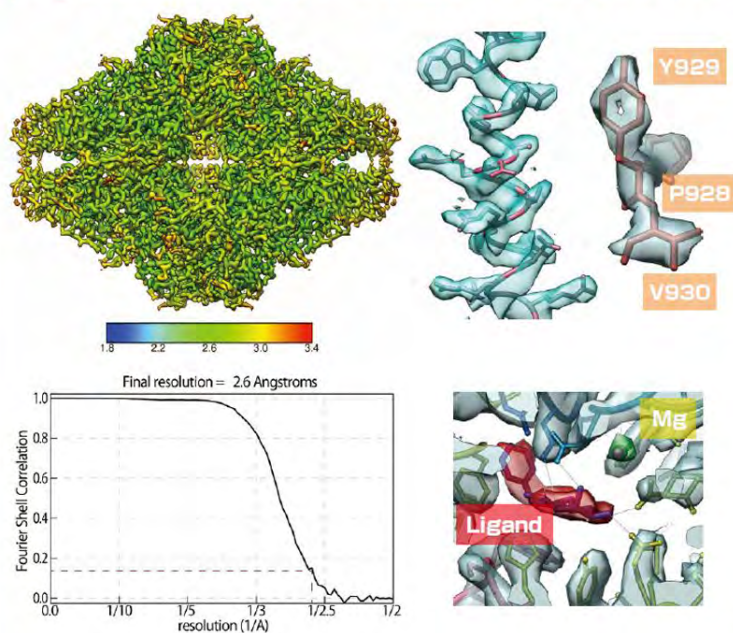 Y929
P928
V930
1.8 2.2 2.6 3.0 3.4
Final resolution = 2.6 Angstroms
Fourier Shell Correlation
1.0
0.8
0.6
0.4
0.2
0.0
0.0 1/10 1/5 1/3 1/2.5 1/2
resolution (1/A)
Mg
Ligand